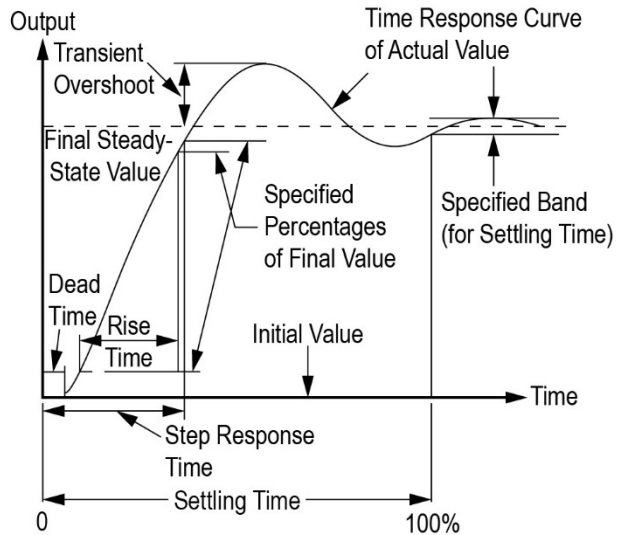 Output
Transient
Overshoot
Time Response Curve
of Actual Value
Final Steady-
State Value
Specified
Percentages
of Final Value
Specified Band
(for Settling Time)
Dead
Time
Rise
Time
Initial Value
Time
Step Response
Time
Settling Time
0
100%